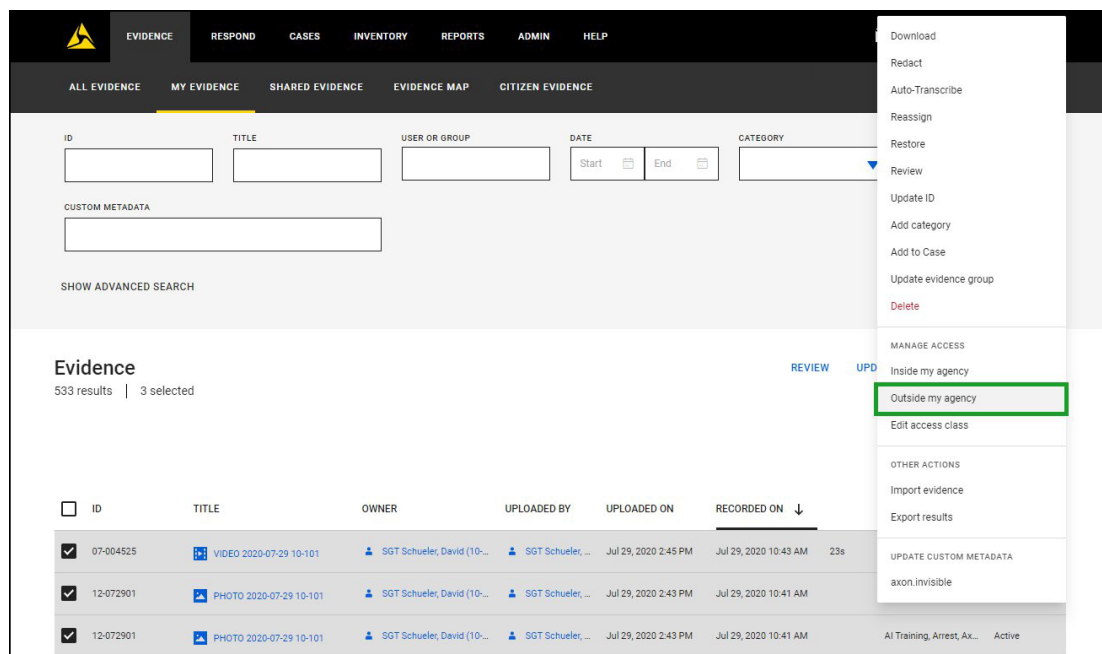 EVIDENCE RESPOND CASES INVENTORY REPORTS ADMIN HELP
ALL EVIDENCE MY EVIDENCE SHARED EVIDENCE EVIDENCE MAP CITIZEN EVIDENCE
ID TITLE USER OR GROUP DATE CATEGORY
Start End
CUSTOM METADATA
SHOW ADVANCED SEARCH
Download
Redact
Auto-Transcribe
Reassign
Restore
Review
Update ID
Add category
Add to Case
Update evidence group
Delete
MANAGE ACCESS
Inside my agency
Outside my agency
Edit access class
OTHER ACTIONS
Import evidence
Export results
UPDATE CUSTOM METADATA
axon.invisible
Evidence
533 results | 3 selected
REVIEW UPD
ID TITLE OWNER UPLOADED BY UPLOADED ON RECORDED ON ↓
07-004525 VIDEO 2020-07-29 10-101 SGT Schueler, David (10-... SGT Schueler, ... Jul 29, 2020 2:45 PM Jul 29, 2020 10:43 AM 23s
12-072901 PHOTO 2020-07-29 10-101 SGT Schueler, David (10-... SGT Schueler, ... Jul 29, 2020 2:43 PM Jul 29, 2020 10:41 AM
12-072901 PHOTO 2020-07-29 10-101 SGT Schueler, David (10-... SGT Schueler, ... Jul 29, 2020 2:43 PM Jul 29, 2020 10:41 AM AI Training, Arrest, Ax... Active